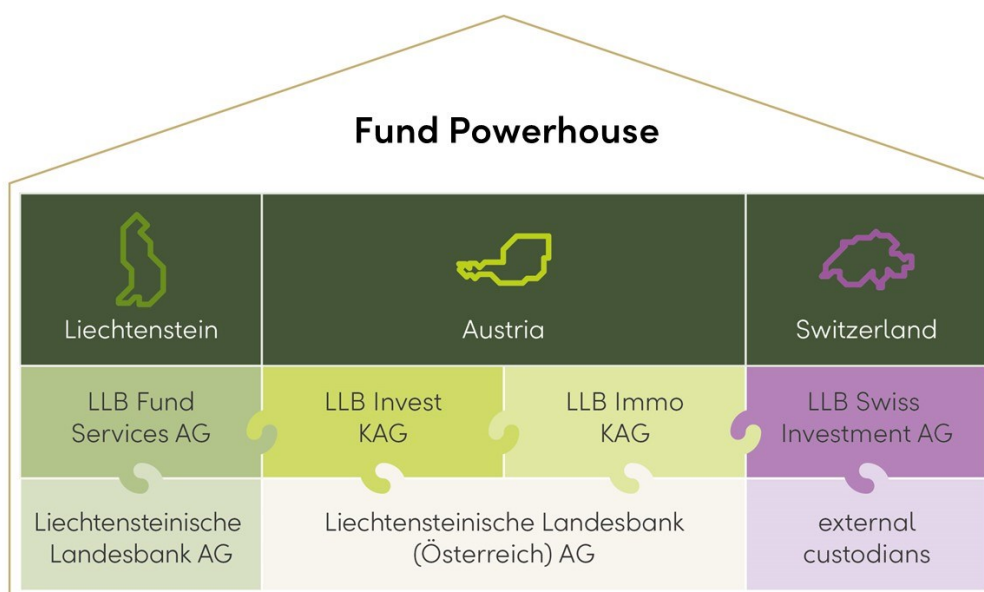 Fund Powerhouse
Liechtenstein
Austria
Switzerland
LLB Fund
Services AG
LLB Invest
KAG
LLB Immo
KAG
LLB Swiss
Investment AG
Liechtensteinische
Landesbank AG
Liechtensteinische Landesbank
(Österreich) AG
external
custodians